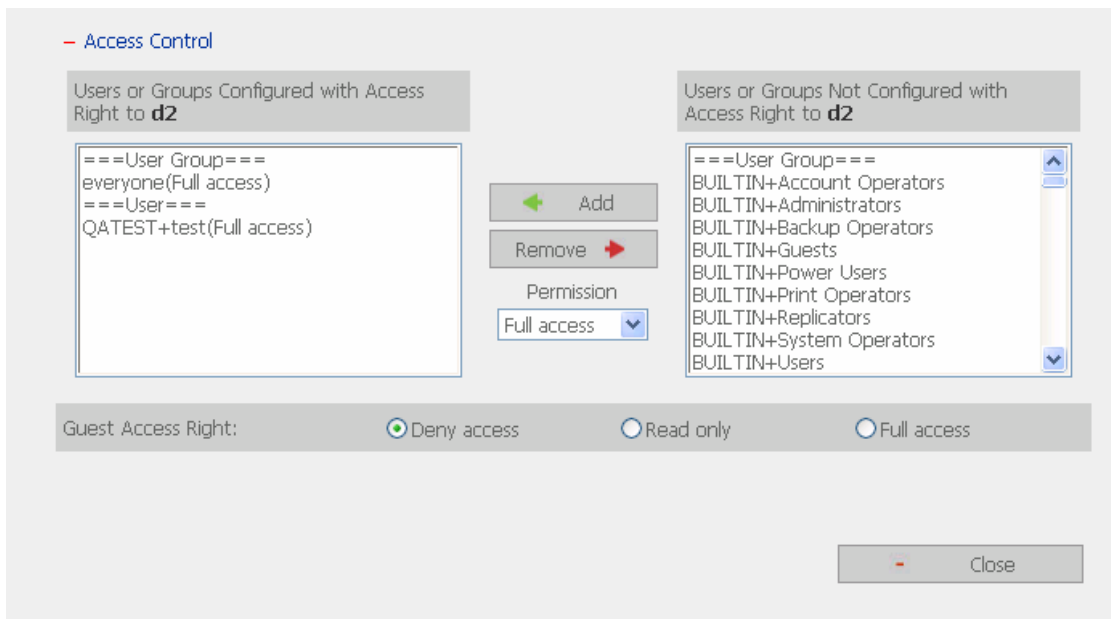 − Access Control
Users or Groups Configured with Access
Right to d2
===User Group===
everyone(Full access)
===User===
QATEST+test(Full access)
Add
Remove
Permission
Full access
Users or Groups Not Configured with
Access Right to d2
===User Group===
BUILTIN+Account Operators
BUILTIN+Administrators
BUILTIN+Backup Operators
BUILTIN+Guests
BUILTIN+Power Users
BUILTIN+Print Operators
BUILTIN+Replicators
BUILTIN+System Operators
BUILTIN+Users
Guest Access Right: Deny access Read only Full access
Close